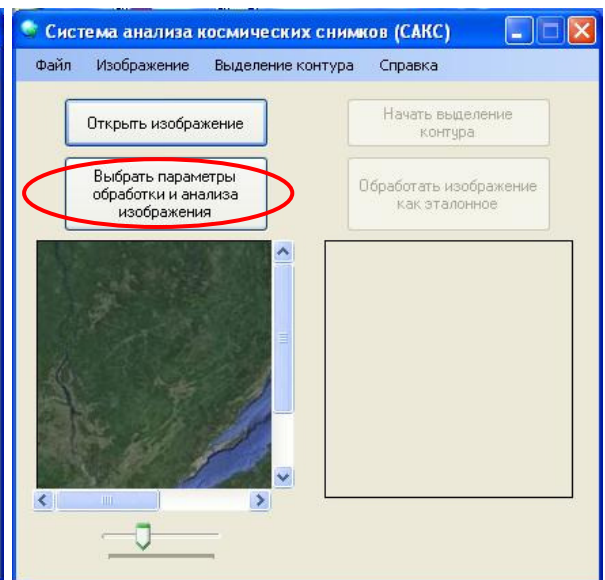 Система анализа космических снимков (САКС)
Файл Изображение Выделение контура Справка
Открыть изображение
Начать выделение
контура
Выбрать параметры
обработки и анализа
изображения
Обработать изображение
как эталонное